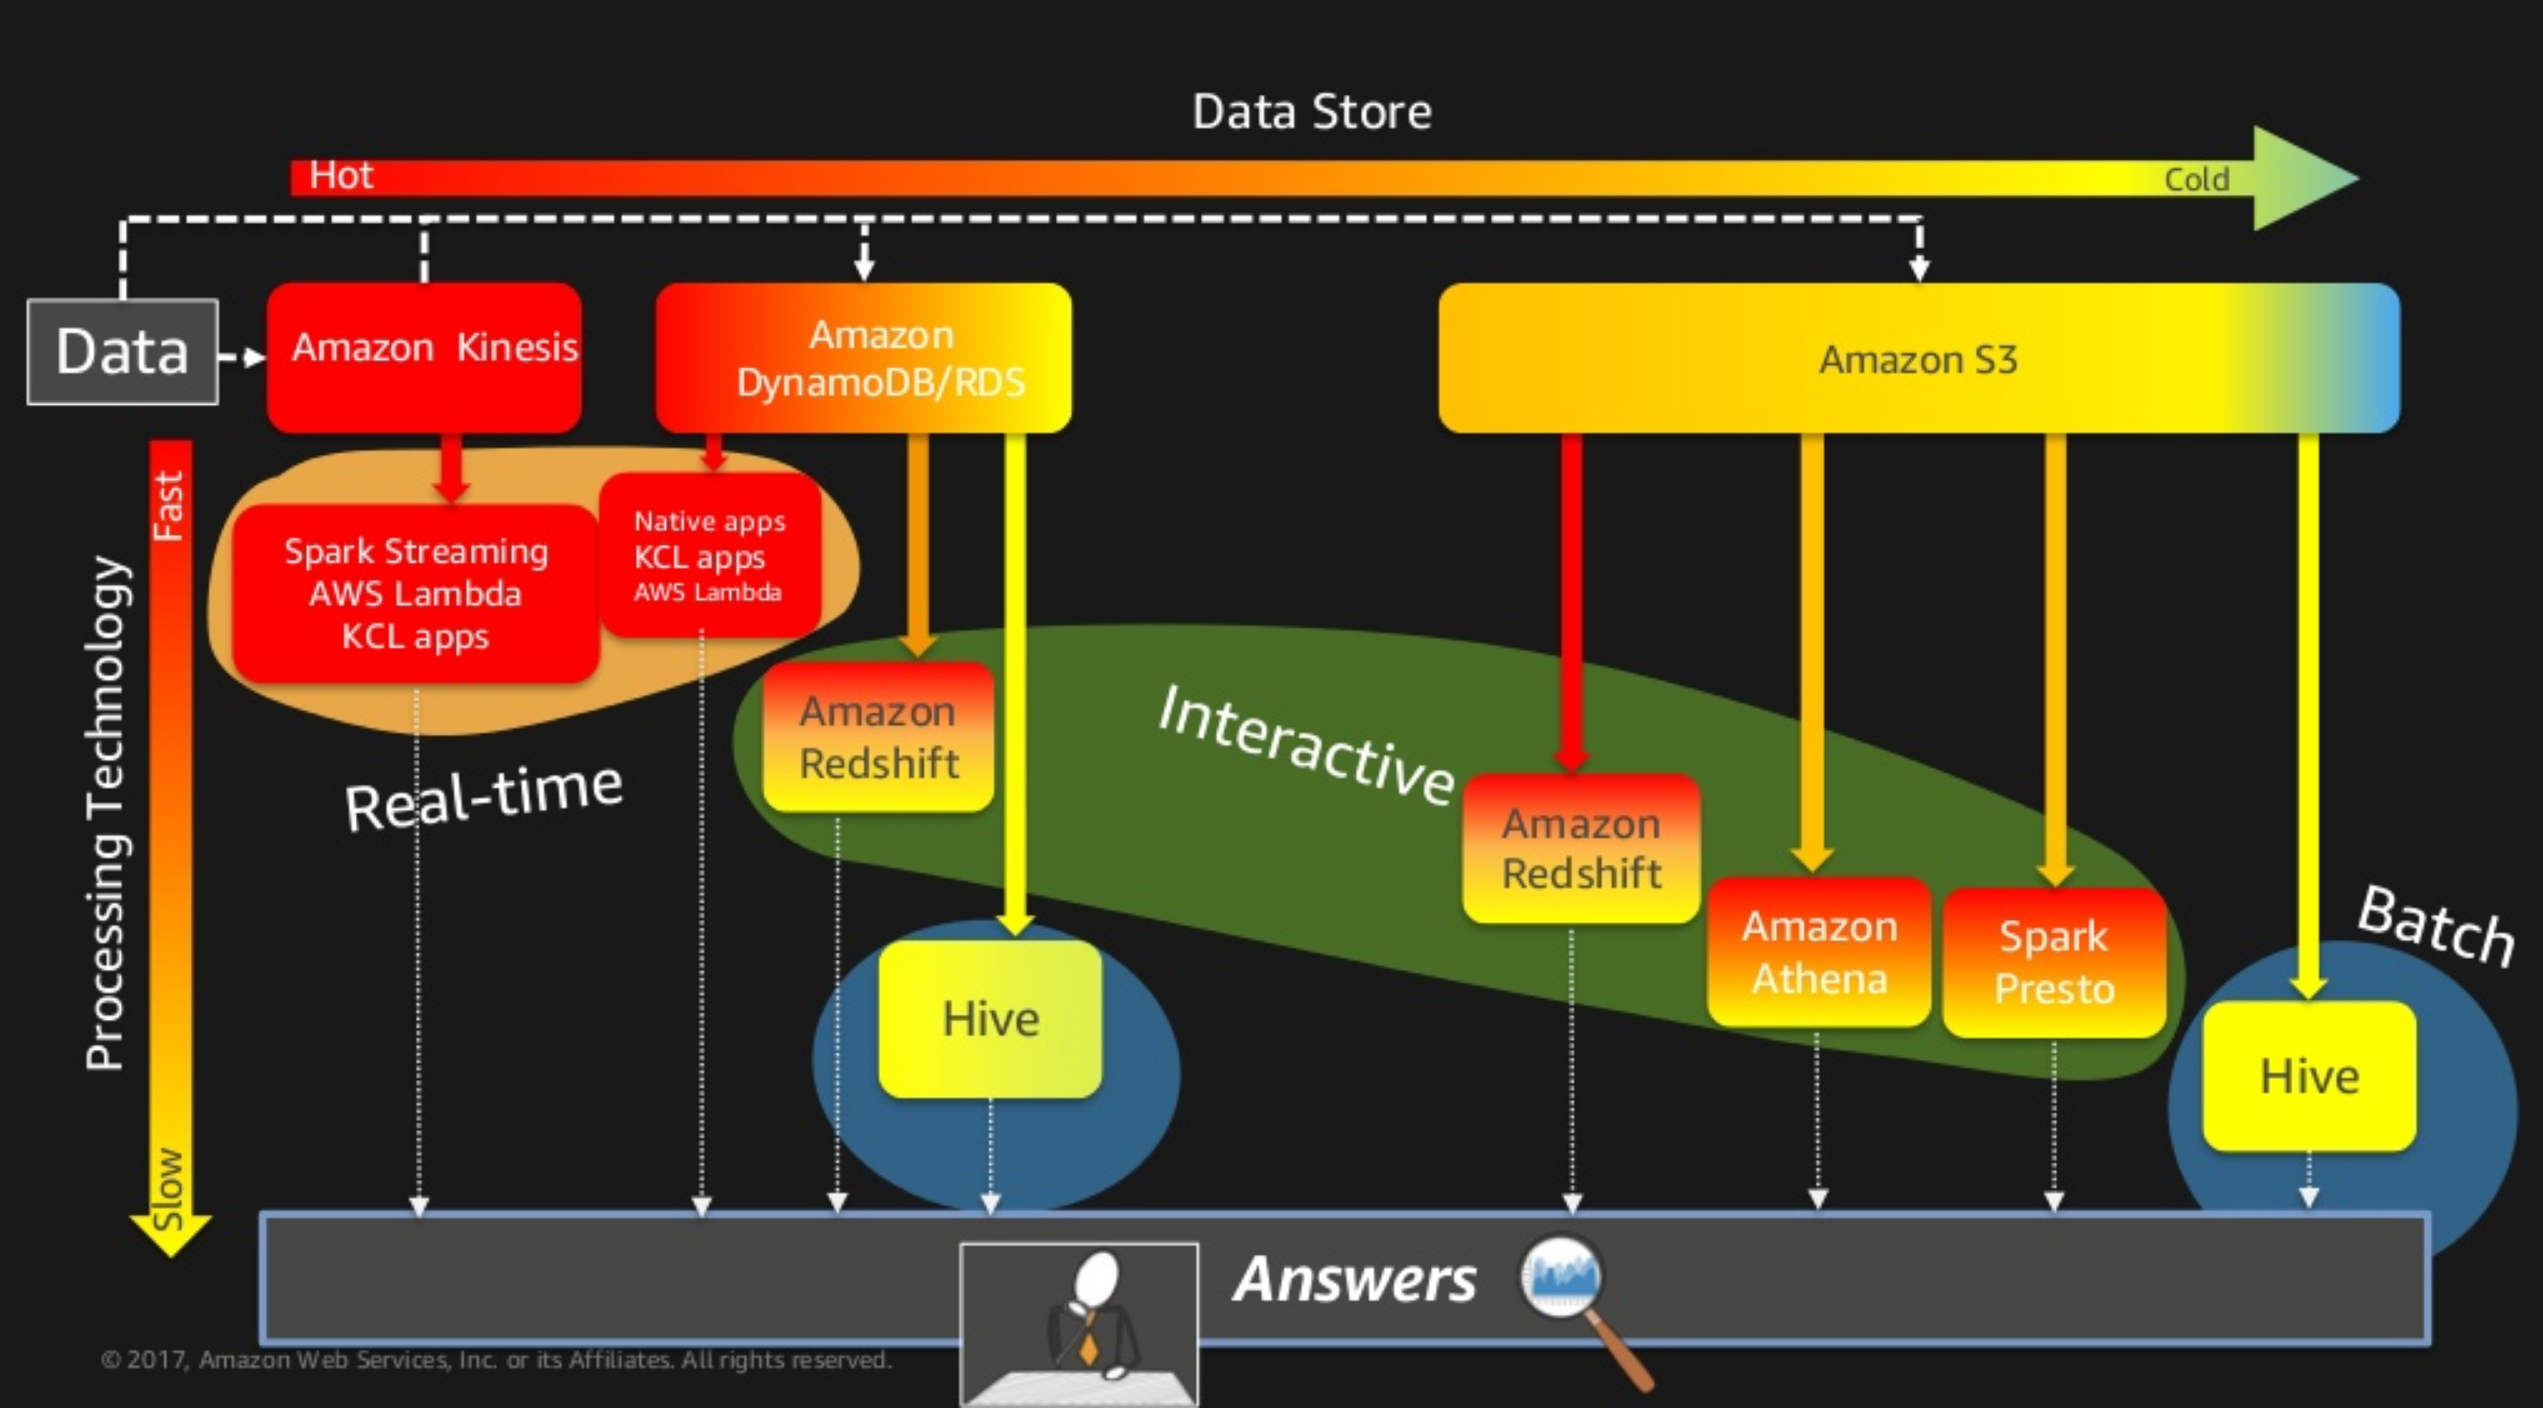 Data Store
Hot
Cold
Data
Amazon Kinesis
Amazon
DynamoDB/RDS
Amazon S3
Fast
Slow
Processing Technology
Spark Streaming
AWS Lambda
KCL apps
Native apps
KCL apps
AWS Lambda
Real-time
Amazon
Redshift
Interactive
Hive
Amazon
Redshift
Amazon
Athena
Spark
Presto
Batch
Hive
Answers
© 2017, Amazon Web Services, Inc. or its Affiliates. All rights reserved.